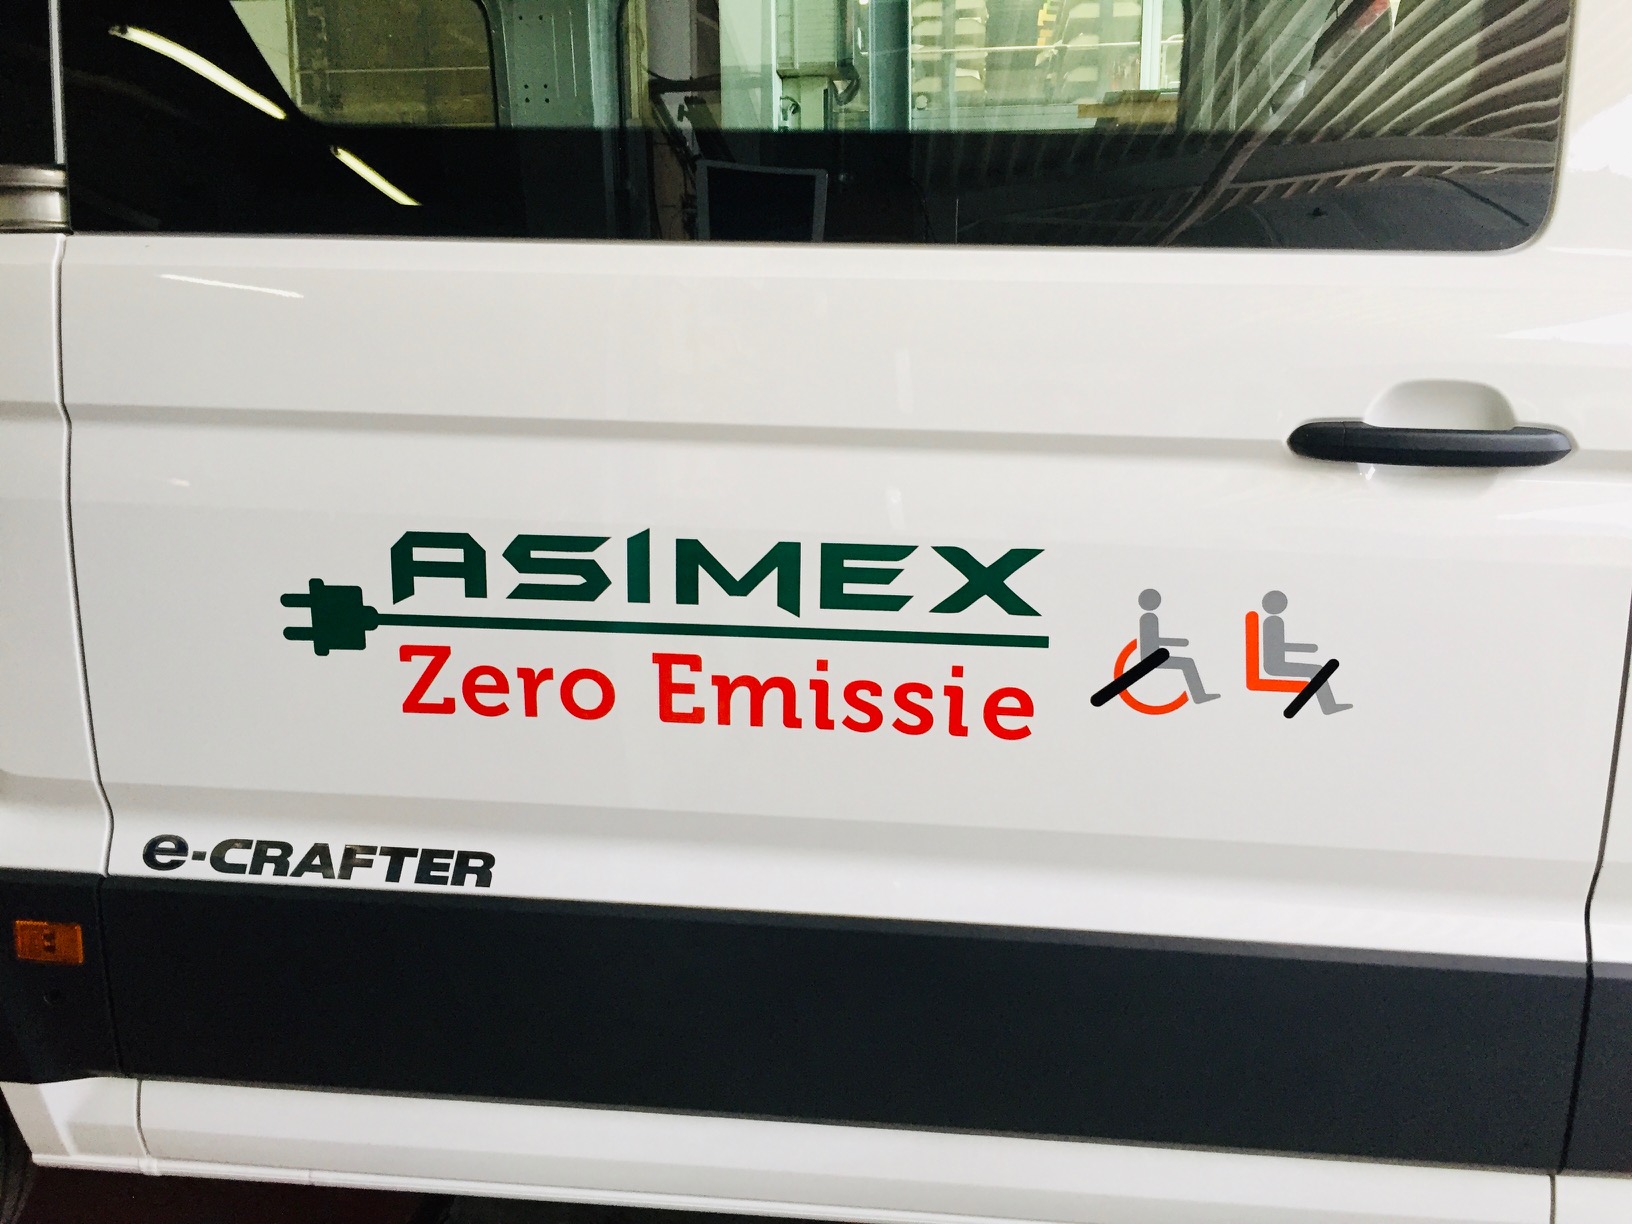 ASIMEX
Zero Emissie
e-CRAFTER